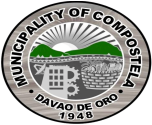 MUNICIPALITY OF COMPOSTELA
• DAVAO DE ORO •
1948